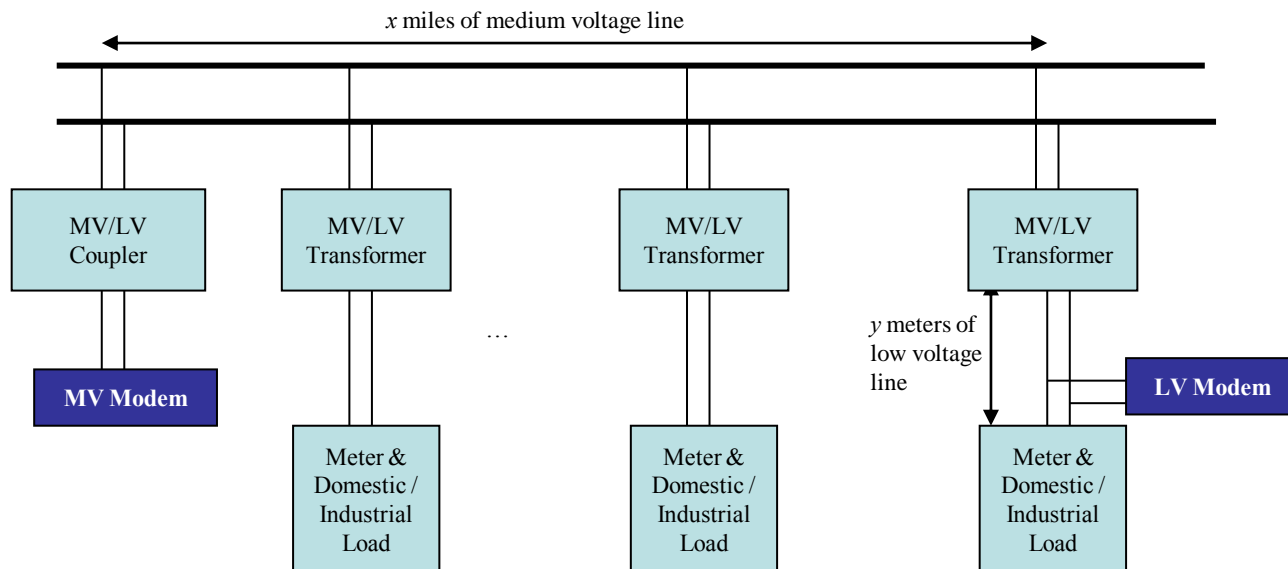 x miles of medium voltage line
MV/LV
Coupler
MV/LV
Transformer
MV/LV
Transformer
MV/LV
Transformer
...
y meters of
low voltage
line
MV Modem
LV Modem
Meter &
Domestic /
Industrial
Load
Meter &
Domestic /
Industrial
Load
Meter &
Domestic /
Industrial
Load